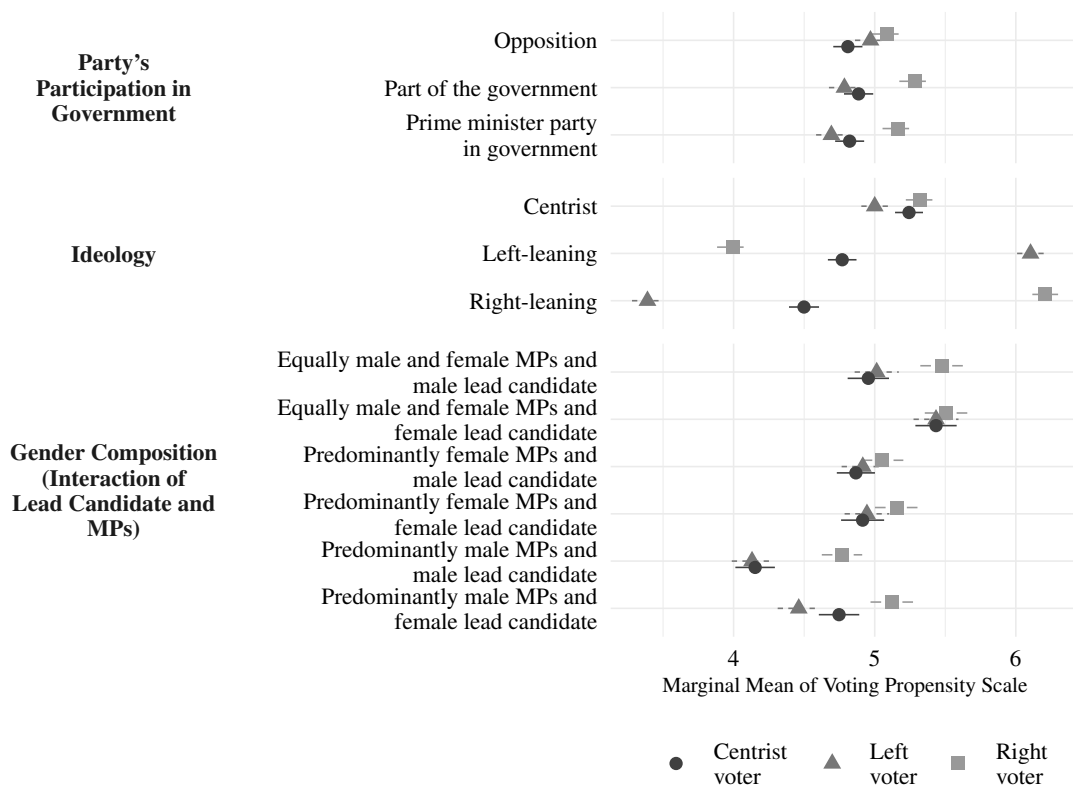 Party's
Participation in
Government
Opposition
Part of the government
Prime minister party
in government
Ideology
Centrist
Left-leaning
Right-leaning
Gender Composition
(Interaction of
Lead Candidate and
MPs)
Equally male and female MPs and
male lead candidate
Equally male and female MPs and
female lead candidate
Predominantly female MPs and
male lead candidate
Predominantly female MPs and
female lead candidate
Predominantly male MPs and
male lead candidate
Predominantly male MPs and
female lead candidate
4 5 6
Marginal Mean of Voting Propensity Scale
Centrist
voter
Left
voter
Right
voter